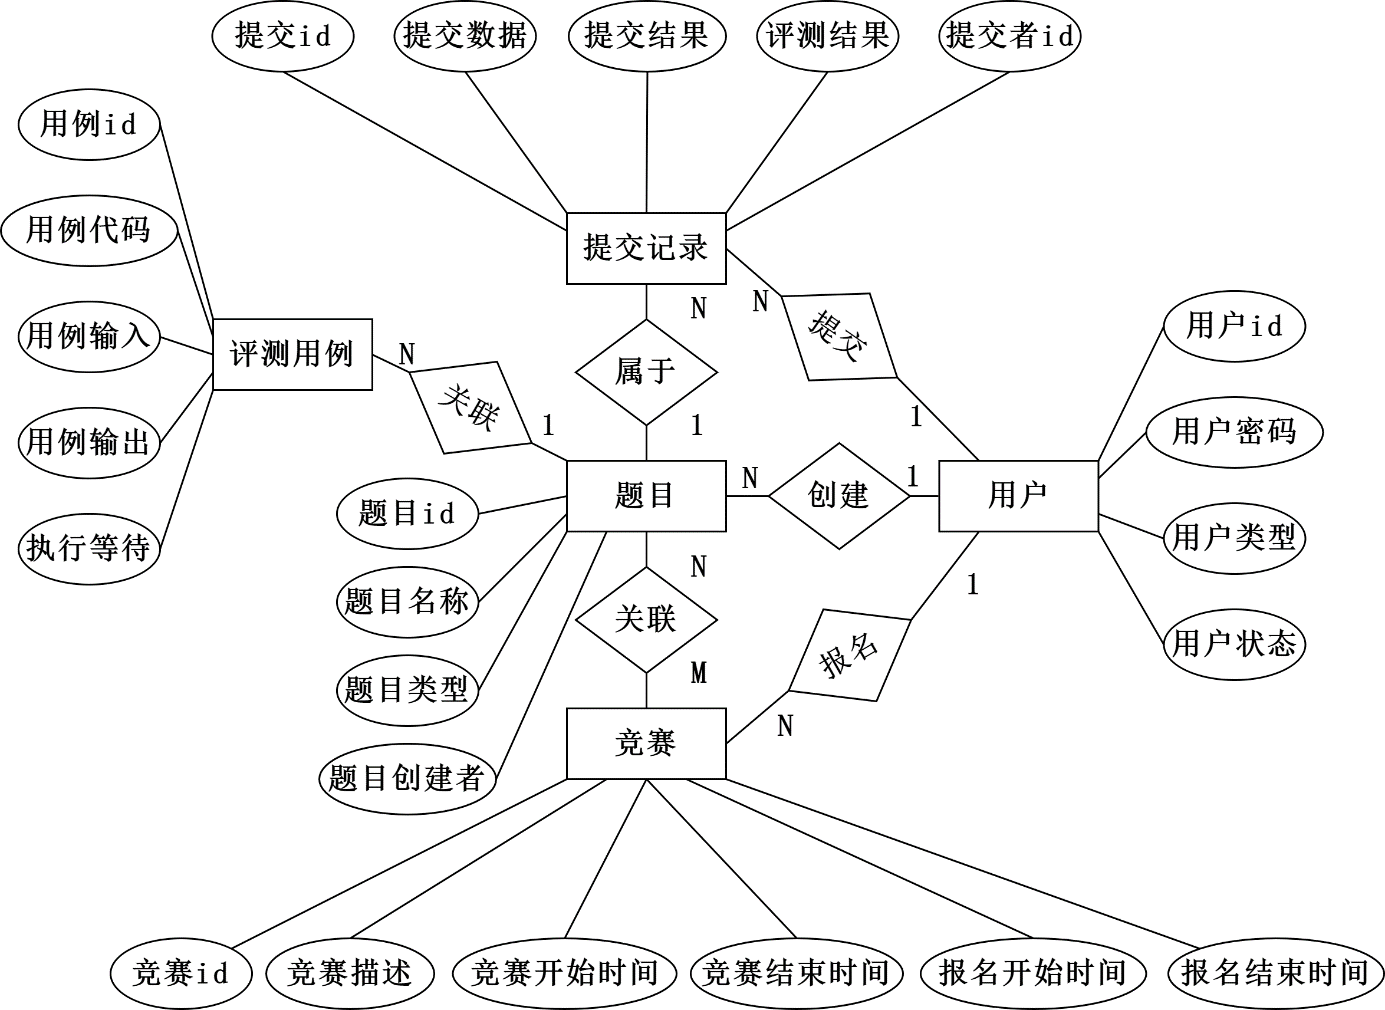 提交id
提交数据
提交结果
评测结果
提交者id
用例id
用例代码
提交记录
N
N
用户id
用例输入
提交
评测用例
N
属于
关联
1
1
1
用户密码
用例输出
N
1
题目
创建
用户
题目id
用户类型
执行等待
N
1
题目名称
关联
用户状态
报名
M
题目类型
N
竞赛
题目创建者
竞赛id
竞赛描述
竞赛开始时间
竞赛结束时间
报名开始时间
报名结束时间